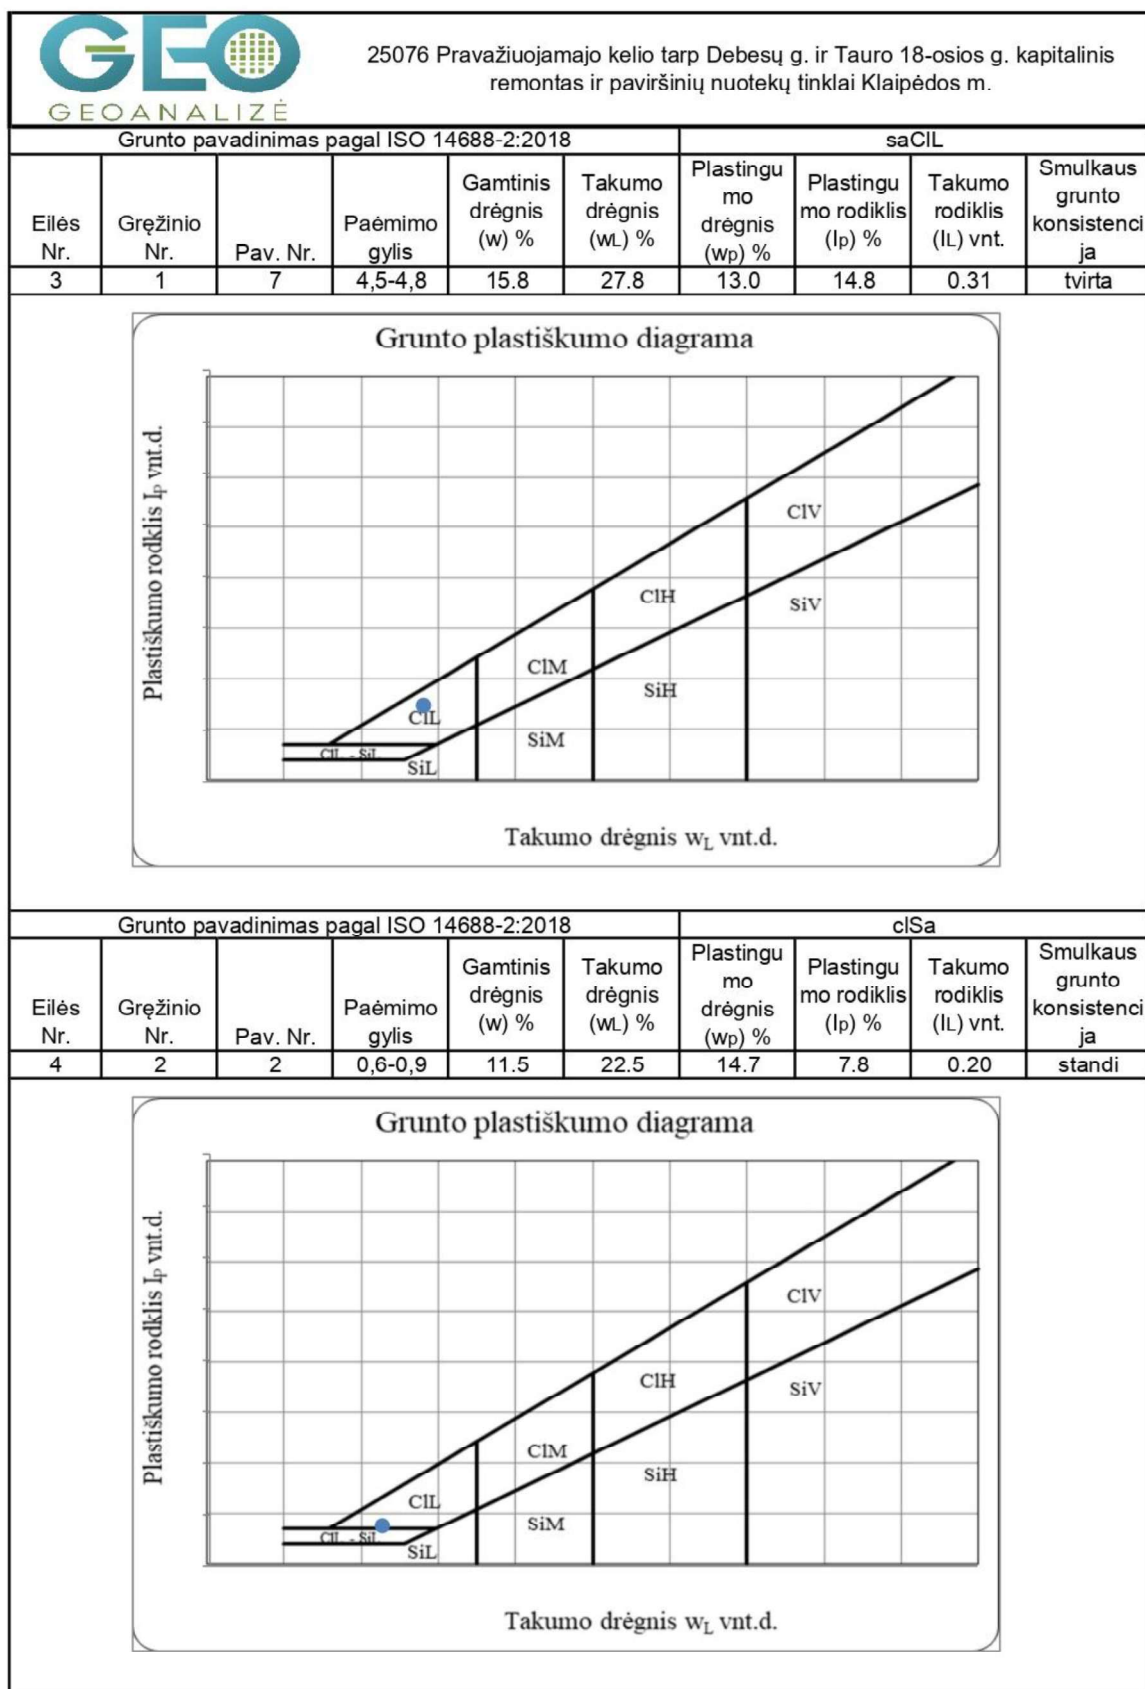 GEO
GEOANALIZĖ
25076 Pravažiuojamajo kelio tarp Debesų g. ir Tauro 18-osios g. kapitalinis
remontas ir paviršinių nuotekų tinklai Klaipėdos m.
Grunto pavadinimas pagal ISO 14688-2:2018 saClL
Eilės Nr. Gręžinio Nr. Pav. Nr. Paėmimo gylis Gamtinis drėgnis (w) % Takumo drėgnis (wL) % Plastingu mo drėgnis (wp) % Plastingu mo rodiklis (Ip) % Takumo rodiklis (IL) vnt. Smulkaus grunto konsistenci ja
3 1 7 4,5-4,8 15.8 27.8 13.0 14.8 0.31 tvirta
Grunto plastiškumo diagrama
Plastiškumo rodklis Ip vnt.d.
ClV
ClH
SiV
ClM
SiH
ClL
SiM
ClL - SiL
SiL
Takumo drėgnis wL vnt.d.
Grunto pavadinimas pagal ISO 14688-2:2018 clSa
Eilės Nr. Gręžinio Nr. Pav. Nr. Paėmimo gylis Gamtinis drėgnis (w) % Takumo drėgnis (wL) % Plastingu mo drėgnis (wp) % Plastingu mo rodiklis (Ip) % Takumo rodiklis (IL) vnt. Smulkaus grunto konsistenci ja
4 2 2 0,6-0,9 11.5 22.5 14.7 7.8 0.20 standi
Grunto plastiškumo diagrama
Plastiškumo rodklis Ip vnt.d.
ClV
ClH
SiV
ClM
SiH
ClL
SiM
ClL - SiL
SiL
Takumo drėgnis wL vnt.d.